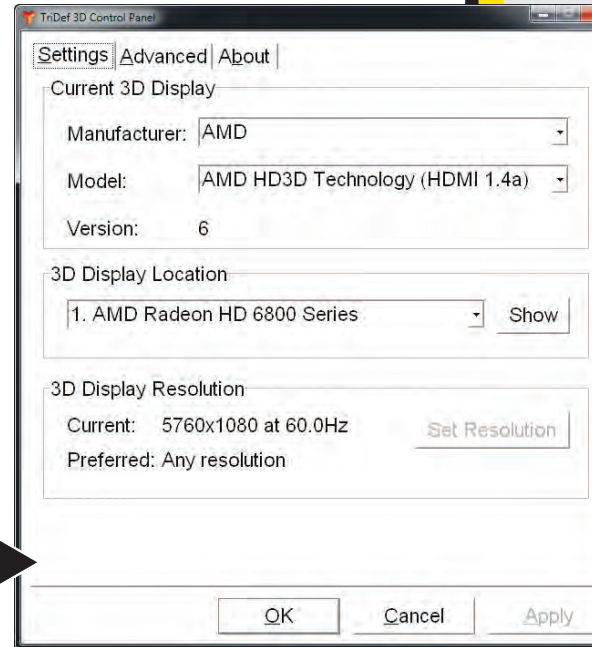 TriDef 3D Control Panel
Settings Advanced About
Current 3D Display
Manufacturer: AMD
Model: AMD HD3D Technology (HDMI 1.4a)
Version: 6
3D Display Location
1. AMD Radeon HD 6800 Series Show
3D Display Resolution
Current: 5760x1080 at 60.0Hz Set Resolution
Preferred: Any resolution
OK Cancel Apply